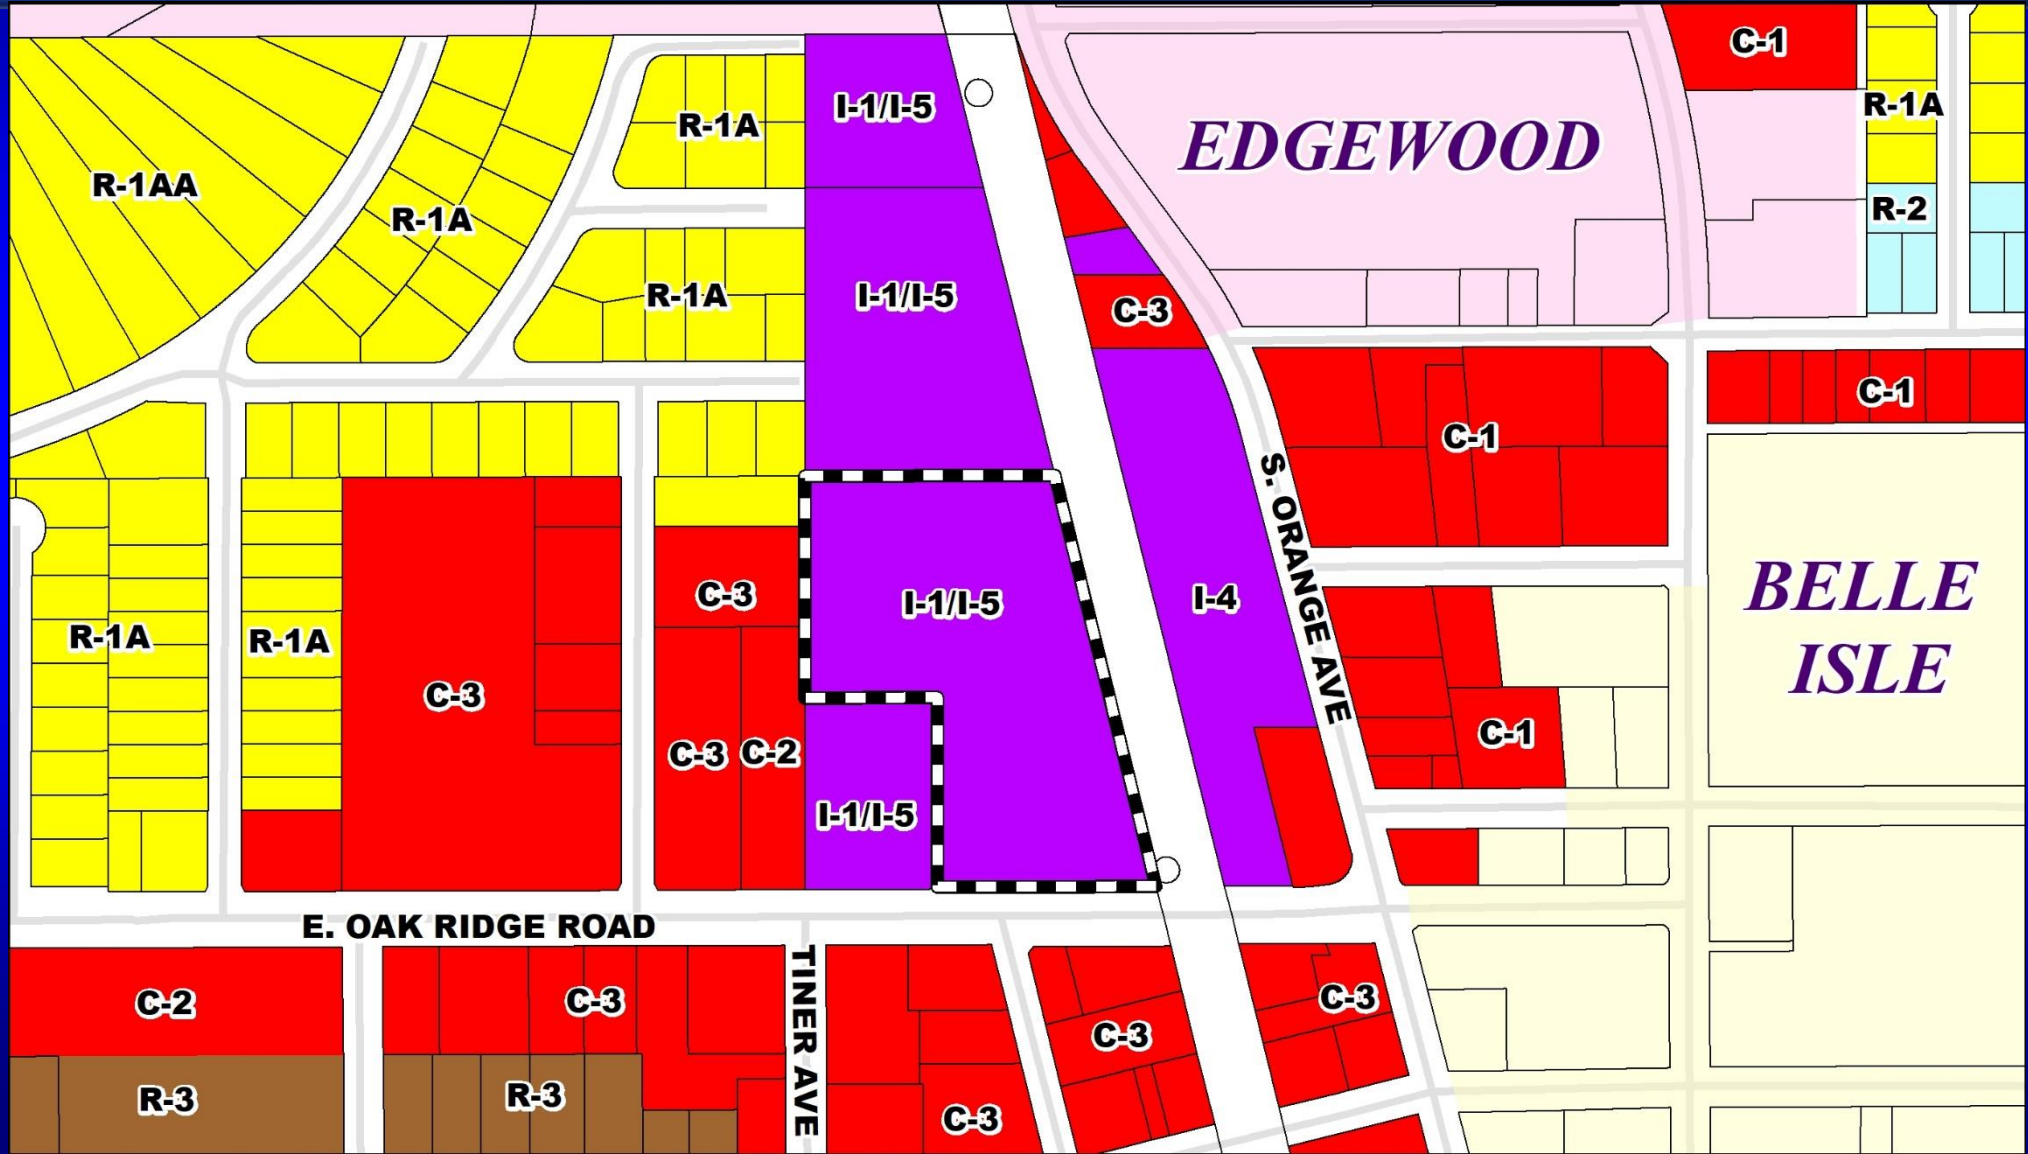 C-1
R-1A
I-1/I-5
R-1A
EDGEWOOD
R-1AA
R-1A
R-2
R-1A
I-1/I-5
C-3
C-1
C-1
S. ORANGE AVE
BELLE
ISLE
C-3
I-1/I-5
I-4
R-1A
R-1A
C-3
C-3
C-2
C-1
I-1/I-5
E. OAK RIDGE ROAD
TINER AVE
C-2
C-3
C-3
C-3
R-3
R-3
C-3